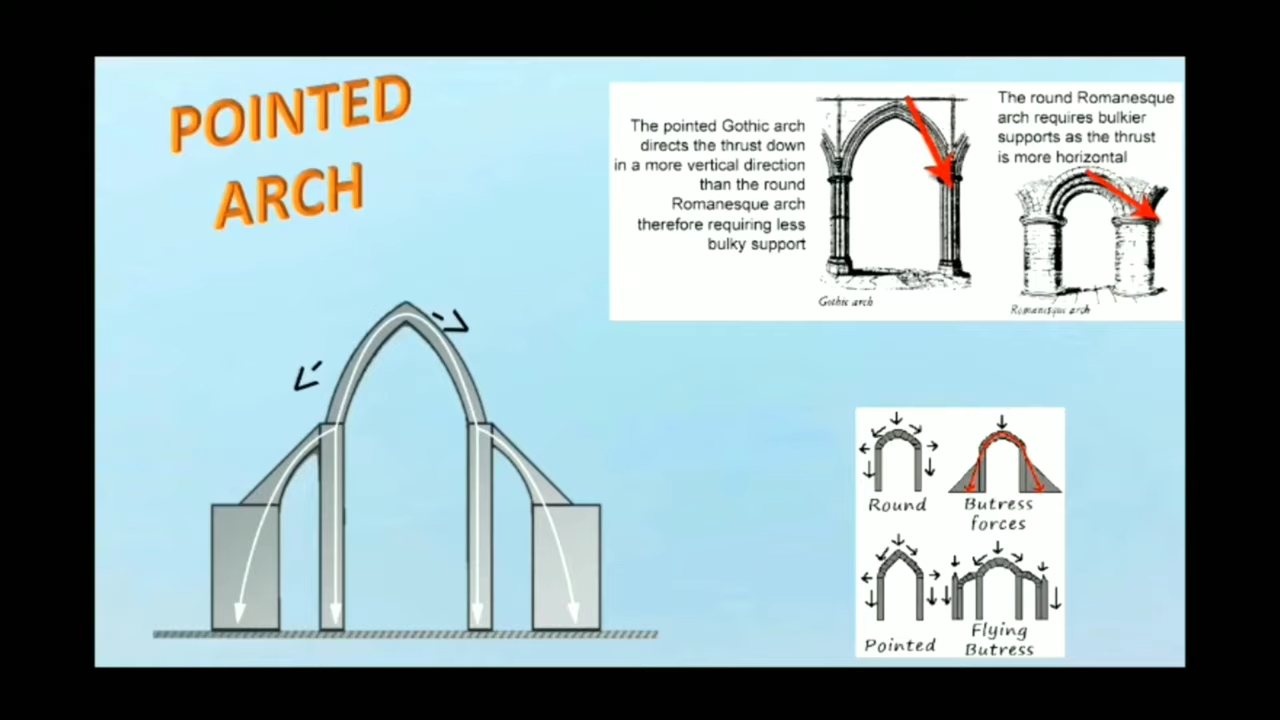 POINTED
ARCH
The pointed Gothic arch
directs the thrust down
in a more vertical direction
than the round
Romanesque arch
therefore requiring less
bulky support
Gothic arch
The round Romanesque
arch requires bulkier
supports as the thrust
is more horizontal
Romanesque arch
Round
Butress
forces
Pointed
Flying
Butress